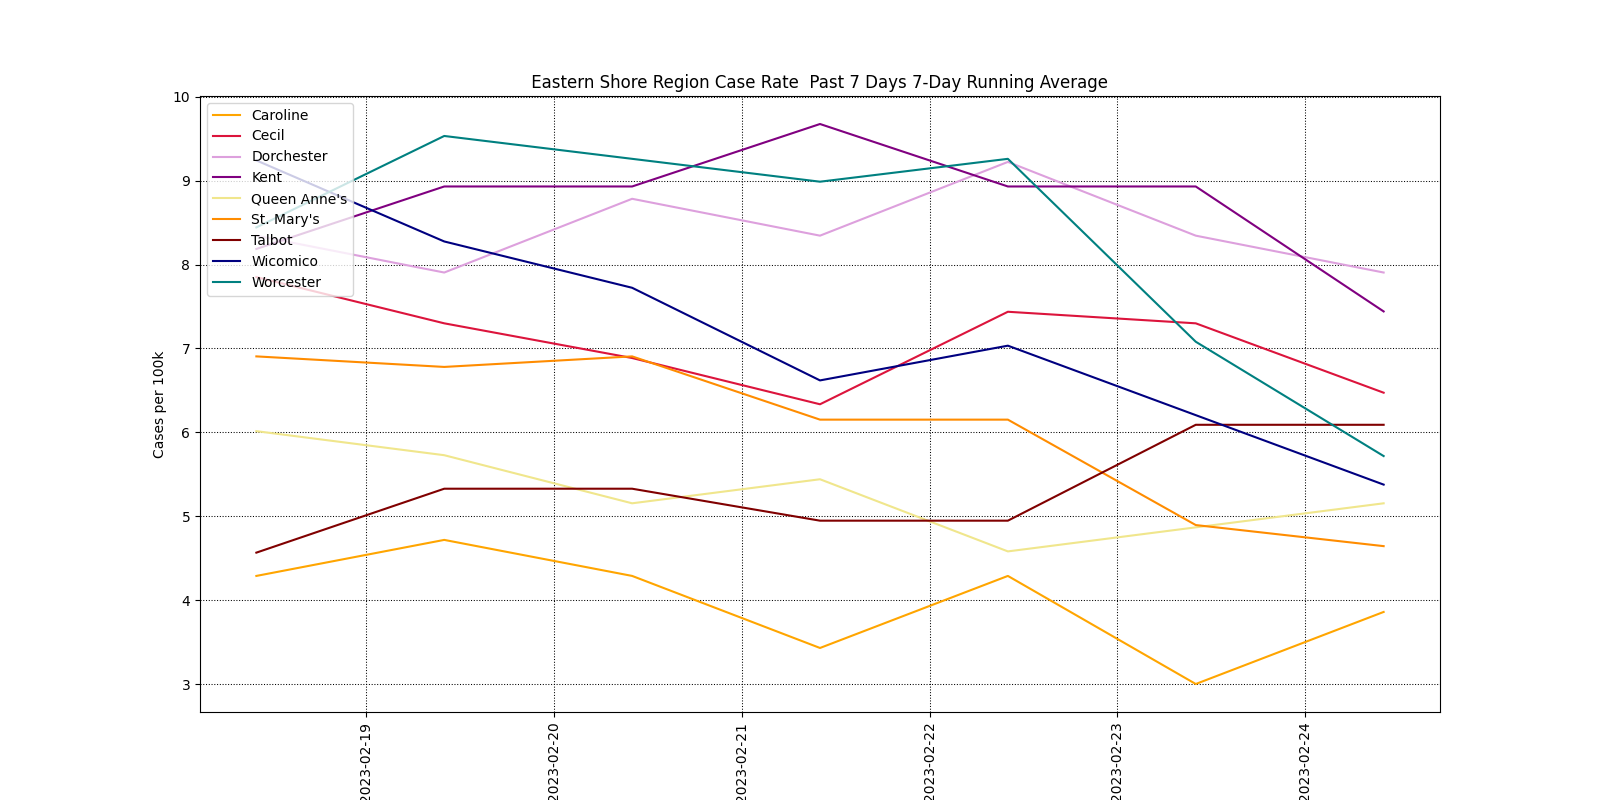 Eastern Shore Region Case Rate  Past 7 Days 7-Day Running Average
Cases per 100k
10
9
8
7
6
5
4
3
Caroline
Cecil
Dorchester
Kent
Queen Anne's
St. Mary's
Talbot
Wicomico
Worcester
2023-02-19
2023-02-20
2023-02-21
2023-02-22
2023-02-23
2023-02-24